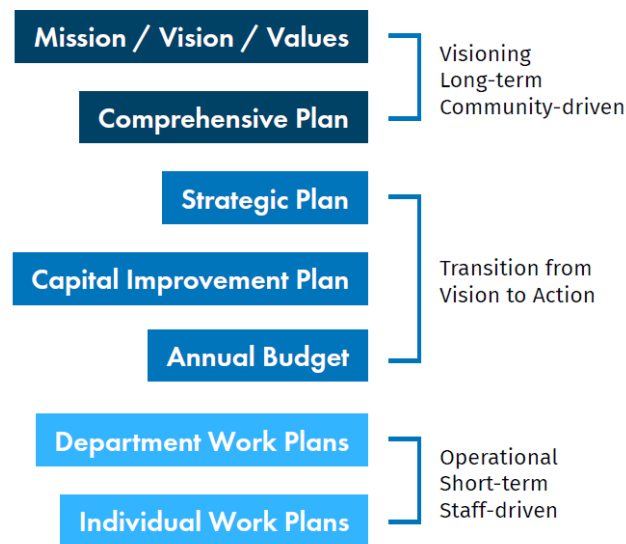 Mission / Vision / Values
Comprehensive Plan
Visioning
Long-term
Community-driven
Strategic Plan
Capital Improvement Plan
Annual Budget
Transition from
Vision to Action
Department Work Plans
Individual Work Plans
Operational
Short-term
Staff-driven